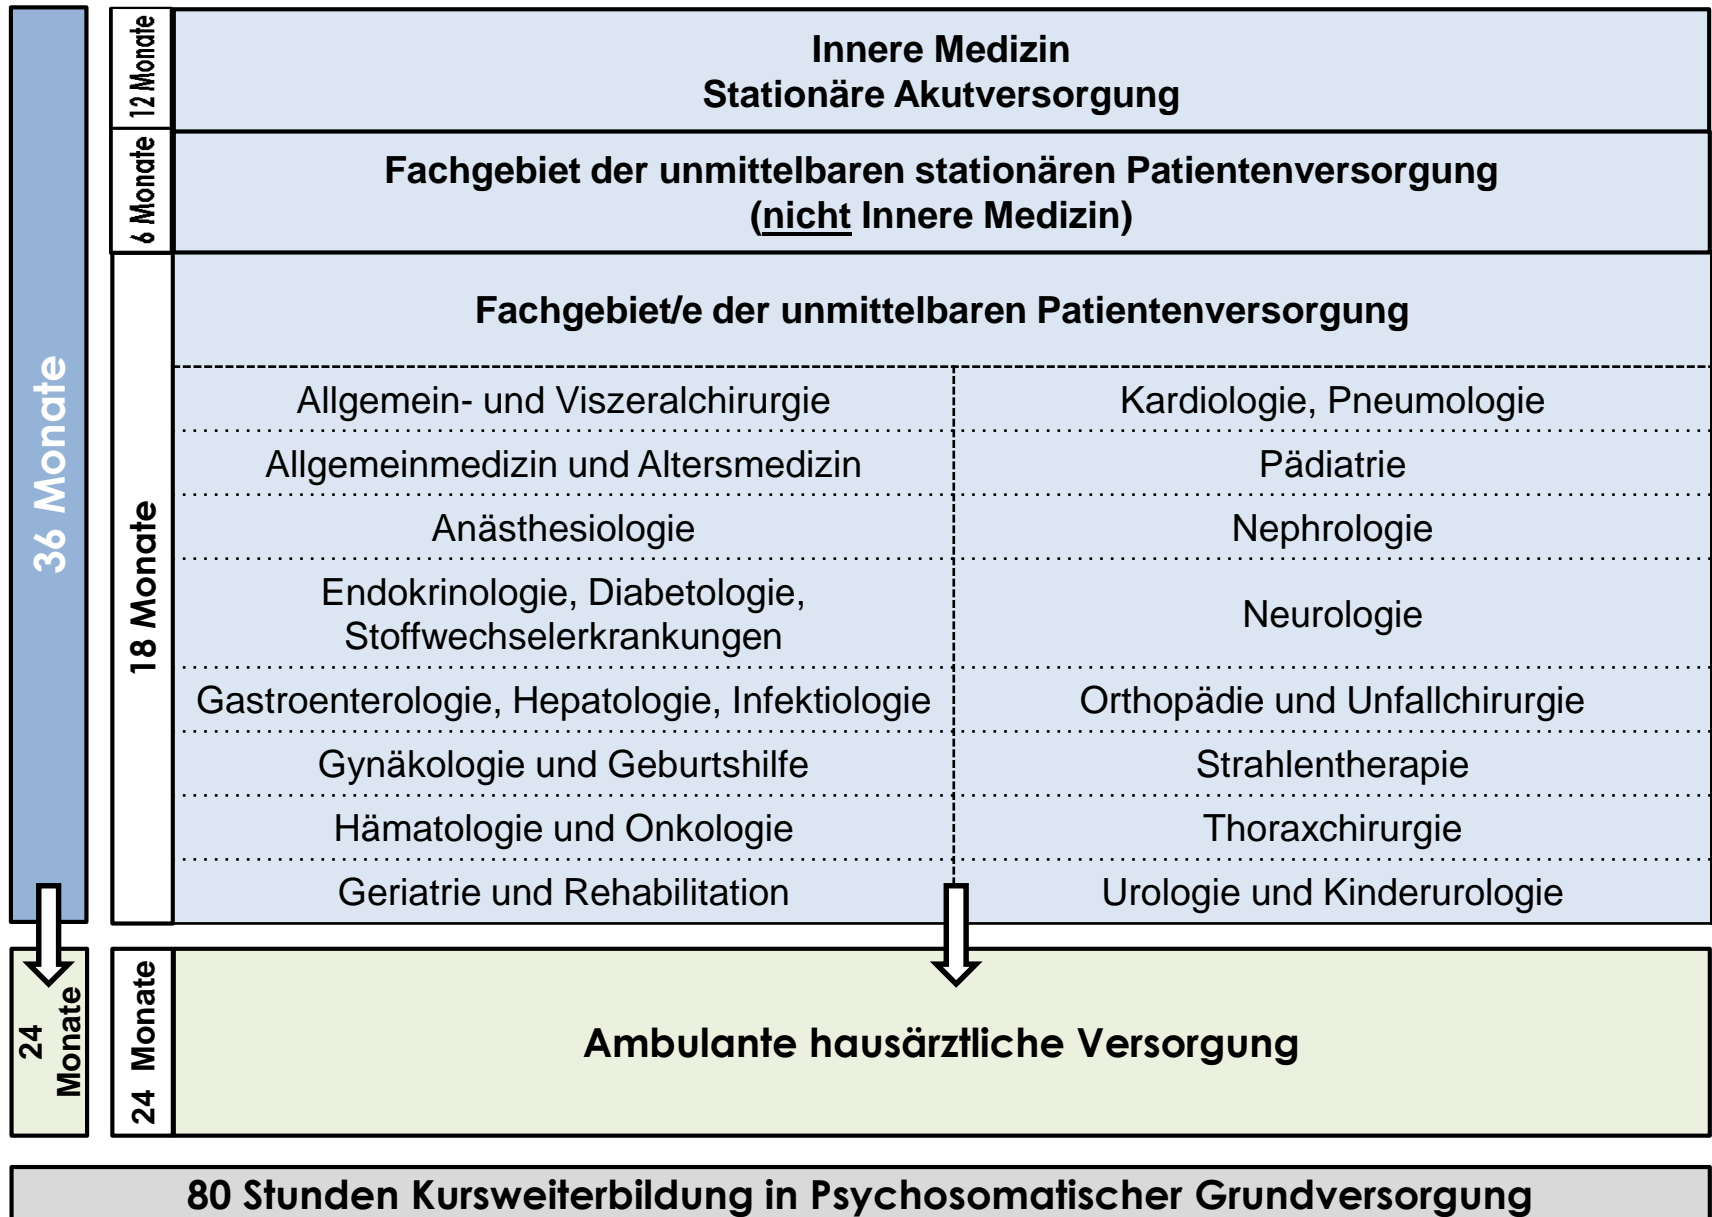 36 Monate
12 Monate
Innere Medizin
Stationäre Akutversorgung
6 Monate
Fachgebiet der unmittelbaren stationären Patientenversorgung
(nicht Innere Medizin)
18 Monate
Fachgebiet/e der unmittelbaren Patientenversorgung
Allgemein- und Viszeralchirurgie
Kardiologie, Pneumologie
Allgemeinmedizin und Altersmedizin
Pädiatrie
Anästhesiologie
Nephrologie
Endokrinologie, Diabetologie,
Stoffwechselerkrankungen
Neurologie
Gastroenterologie, Hepatologie, Infektiologie
Orthopädie und Unfallchirurgie
Gynäkologie und Geburtshilfe
Strahlentherapie
Hämatologie und Onkologie
Thoraxchirurgie
Geriatrie und Rehabilitation
Urologie und Kinderurologie
24
Monate
24 Monate
Ambulante hausärztliche Versorgung
80 Stunden Kursweiterbildung in Psychosomatischer Grundversorgung